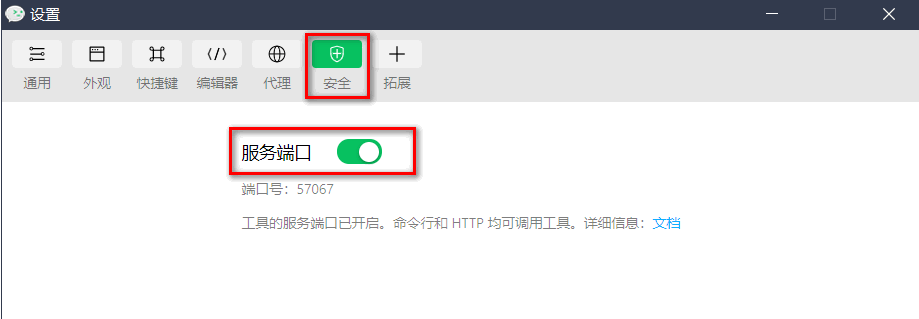 设置
通用 外观 快捷键 编辑器 代理 安全 拓展
服务端口
端口号：57067
工具的服务端口已开启。命令行和 HTTP 均可调用工具。详细信息：文档